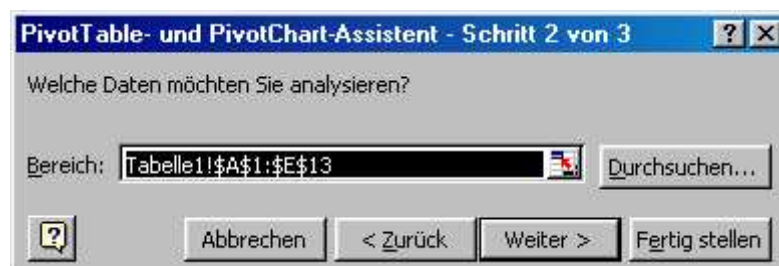 PivotTable- und PivotChart-Assistent - Schritt 2 von 3
Welche Daten möchten Sie analysieren?
Bereich: Tabelle1!$A$1:$E$13 Durchsuchen...
Abbrechen < Zurück Weiter > Fertig stellen